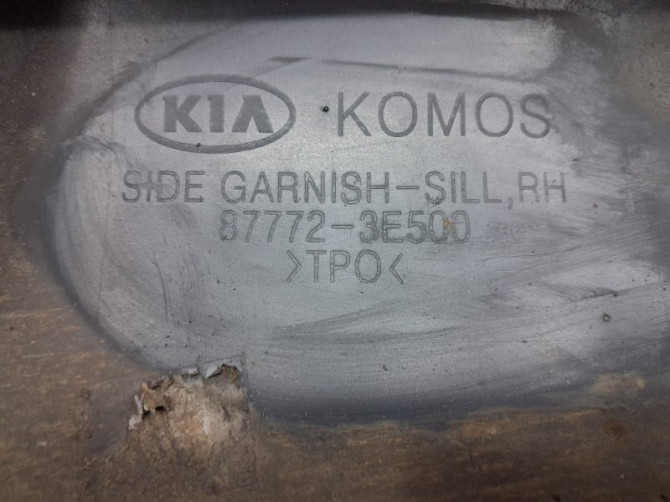 KIA KOMOS
SIDE GARNISH-SILL,RH
87772-3E500
>TPO<